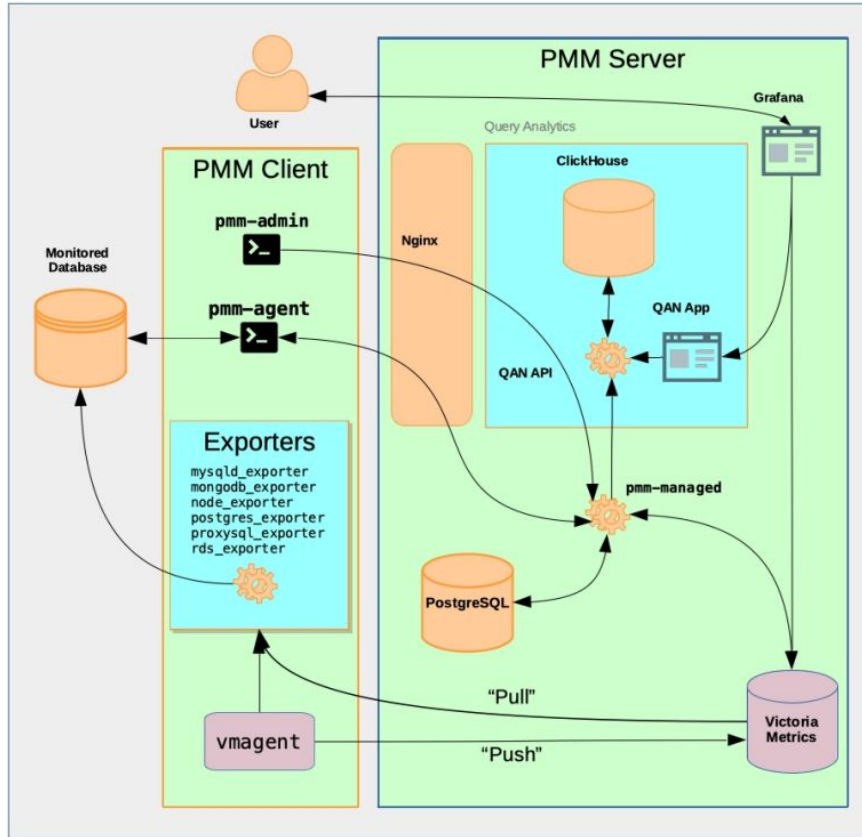 PMM Server
Grafana
User
Query Analytics
PMM Client
ClickHouse
pmm-admin
Nginx
Monitored
Database
pmm-agent
QAN App
QAN API
Exporters
mysqld_exporter
mongodb_exporter
node_exporter
postgres_exporter
proxysql_exporter
rds_exporter
pmm-managed
PostgreSQL
"Pull"
Victoria
Metrics
vmagent
"Push"